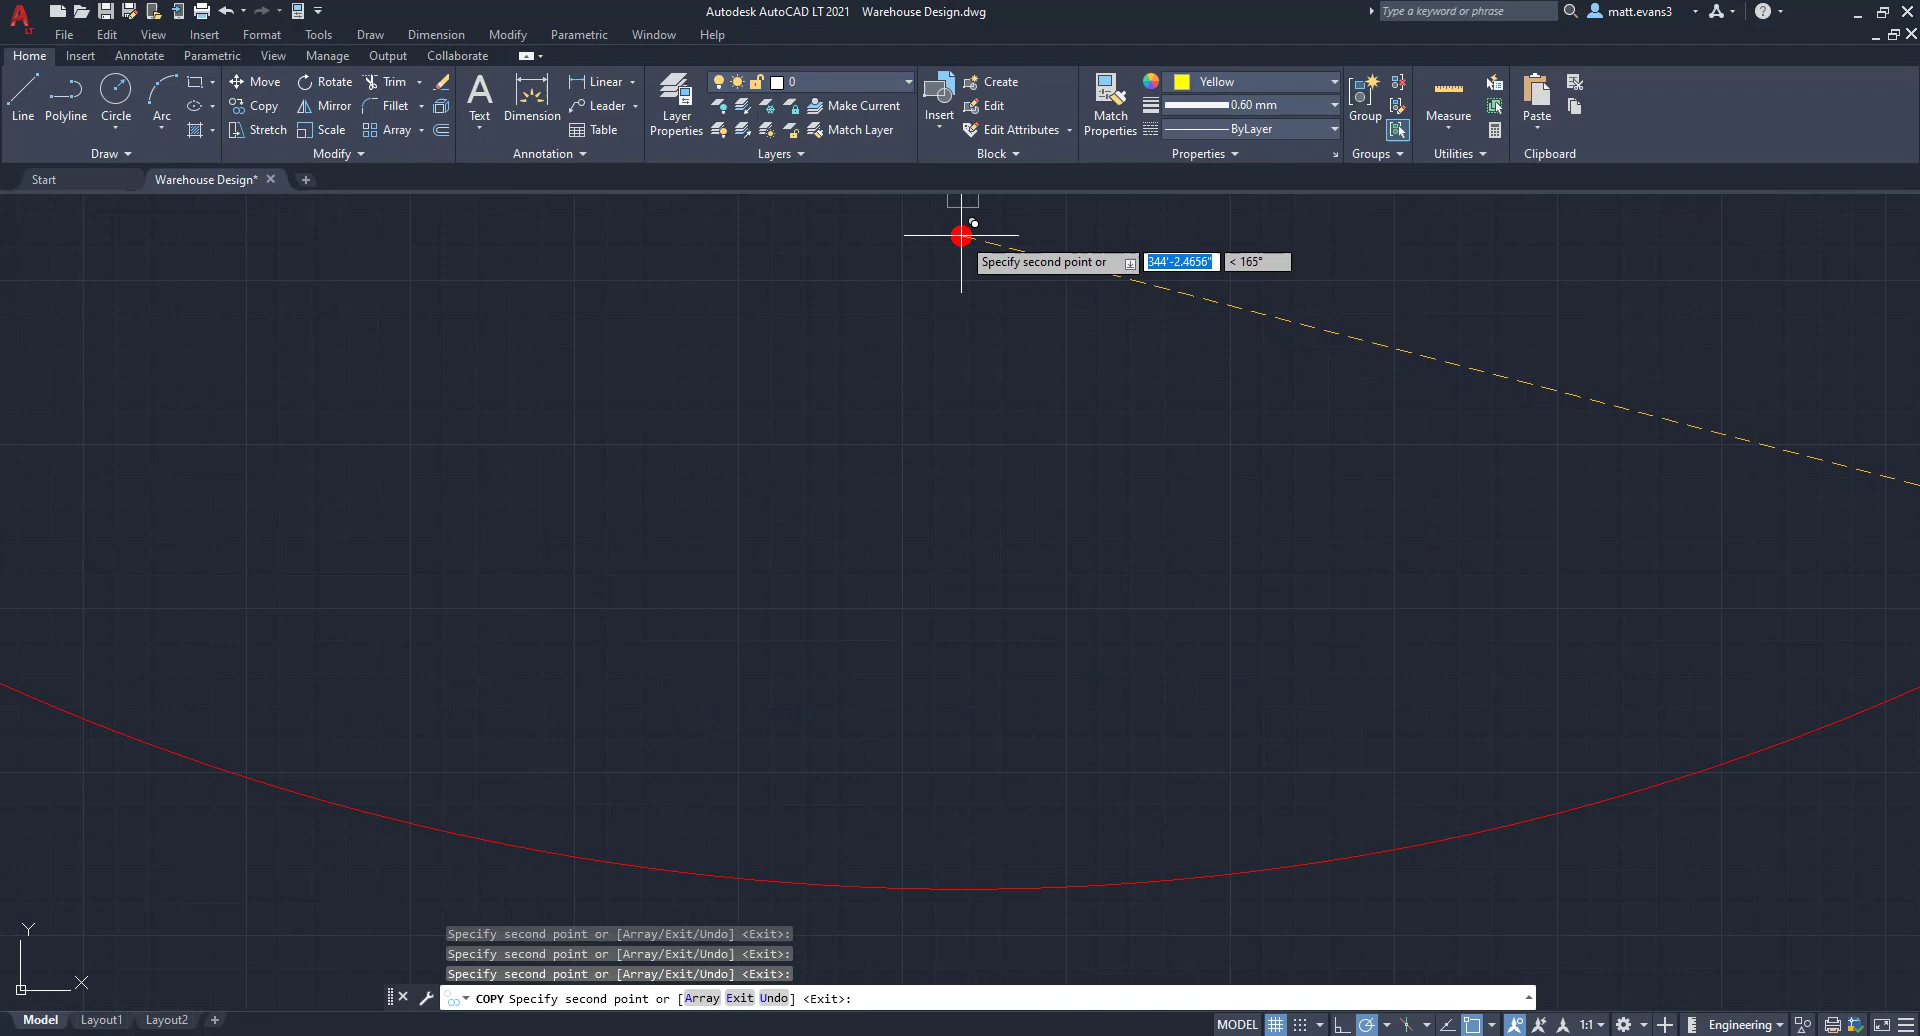 Autodesk AutoCAD LT 2021 Warehouse Design.dwg
Type a keyword or phrase
matt.evans3
LT
File Edit View Insert Format Tools Draw Dimension Modify Parametric Window Help
Home Insert Annotate Parametric View Manage Output Collaborate
Line Polyline Circle Arc
Draw
Move Rotate Trim
Copy Mirror Fillet
Stretch Scale Array
Modify
Text Dimension
Linear
Leader
Table
Annotation
Layer Properties
0
Make Current
Match Layer
Layers
Insert
Create
Edit
Edit Attributes
Block
Match Properties
Yellow
0.60 mm
ByLayer
Properties
Group
Groups
Measure
Utilities
Paste
Clipboard
Start Warehouse Design*
Specify second point or 344'-2.4656" < 165°
Y
X
Specify second point or [Array/Exit/Undo] <Exit>:
Specify second point or [Array/Exit/Undo] <Exit>:
Specify second point or [Array/Exit/Undo] <Exit>:
COPY Specify second point or [Array Exit Undo] <Exit>:
Model Layout1 Layout2
MODEL 1:1 Engineering